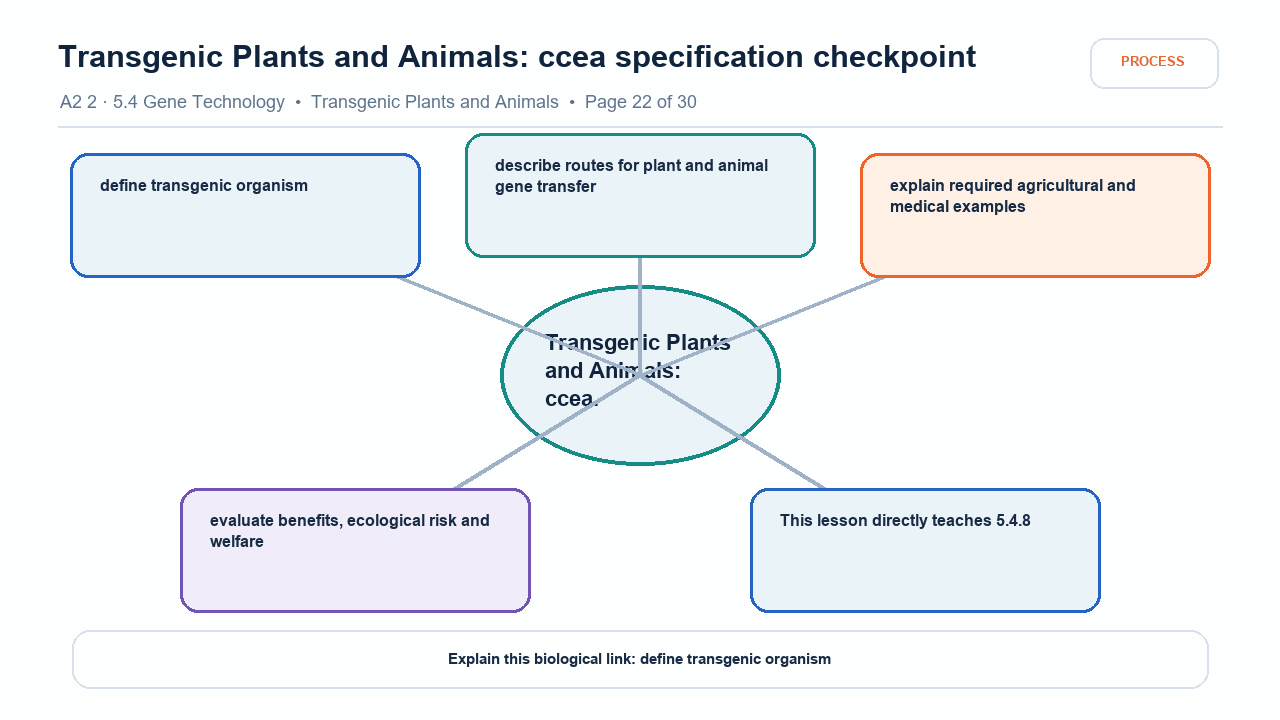 Transgenic Plants and Animals: ccea specification checkpoint
PROCESS
A2 2 · 5.4 Gene Technology • Transgenic Plants and Animals • Page 22 of 30
define transgenic organism
describe routes for plant and animal
gene transfer
explain required agricultural and
medical examples
Transgenic Plants
and Animals:
ccea.
evaluate benefits, ecological risk and
welfare
This lesson directly teaches 5.4.8
Explain this biological link: define transgenic organism